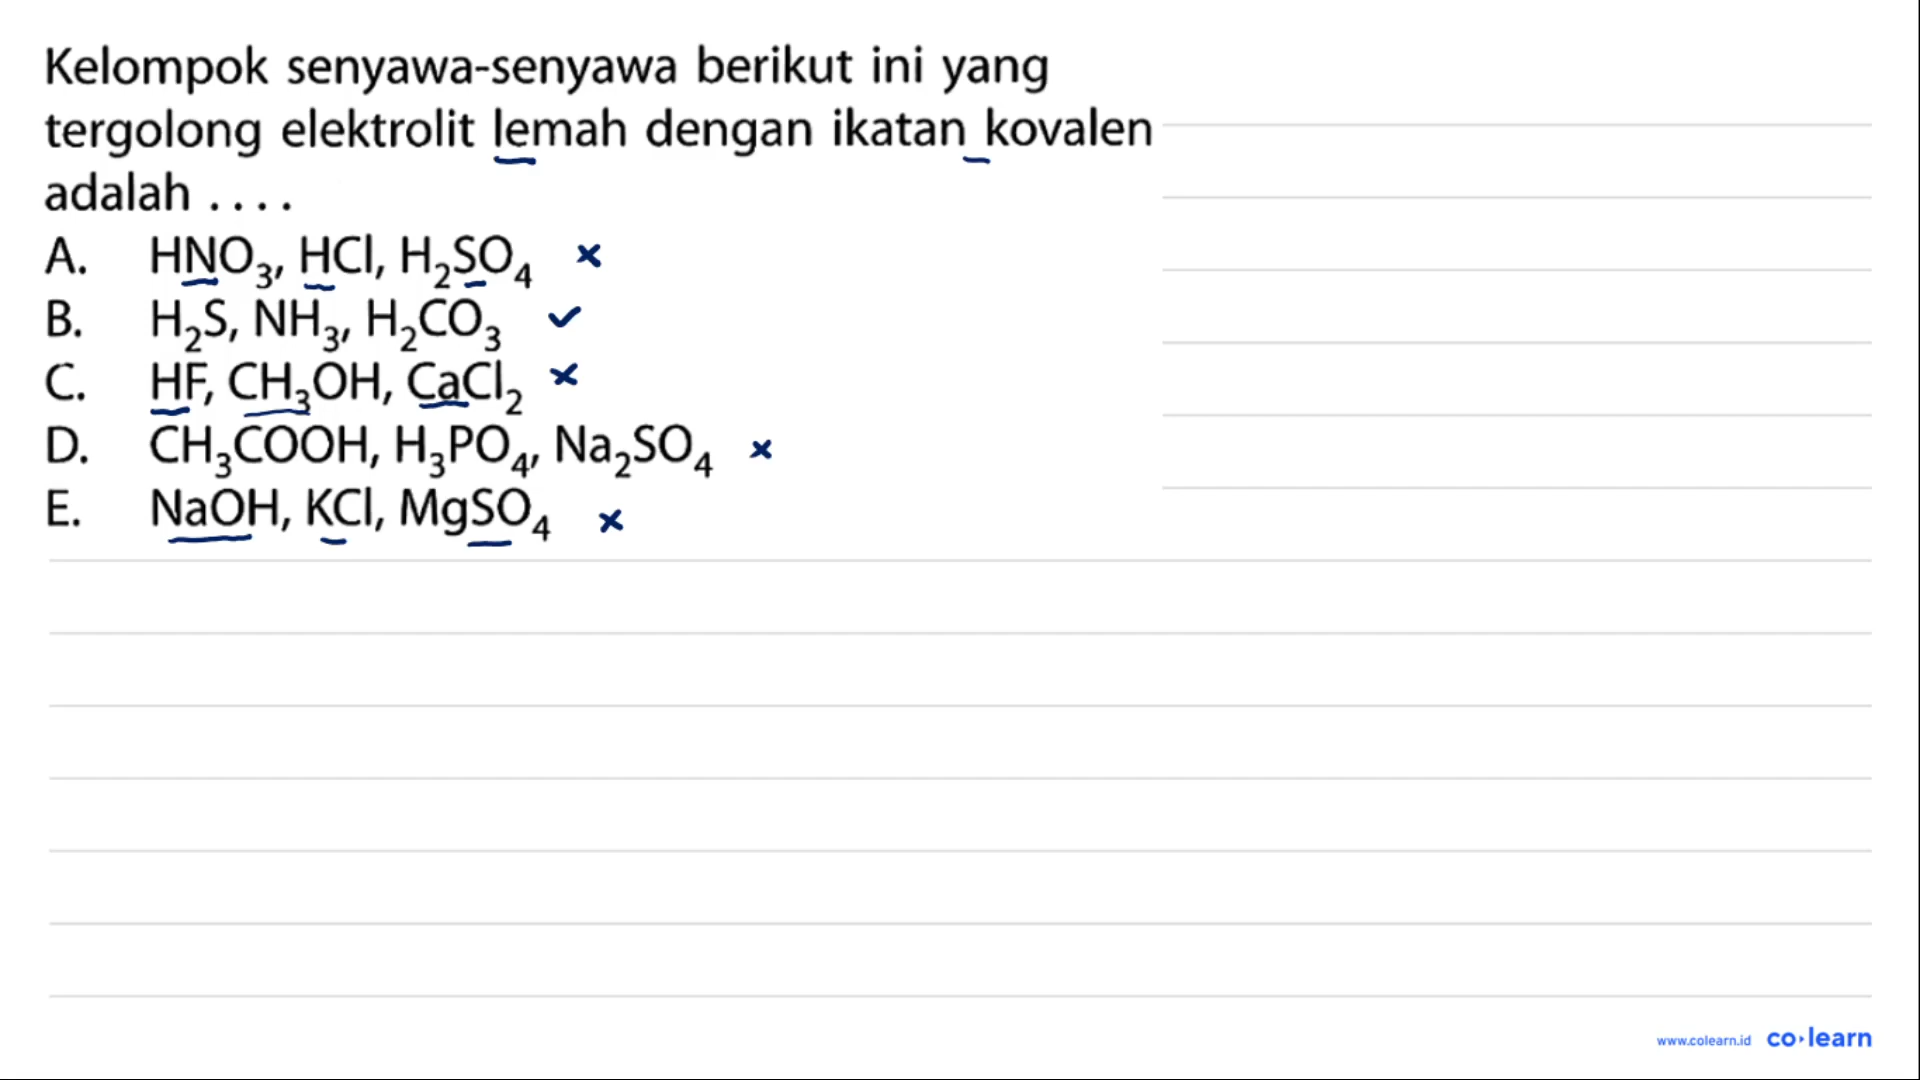 Kelompok senyawa-senyawa berikut ini yang
tergolong elektrolit lemah dengan ikatan kovalen
adalah . . . .
A. HNO₃, HCl, H₂SO₄ ×
B. H₂S, NH₃, H₂CO₃ ✓
C. HF, CH₃OH, CaCl₂ ×
D. CH₃COOH, H₃PO₄, Na₂SO₄ ×
E. NaOH, KCl, MgSO₄ ×
www.colearn.id co·learn